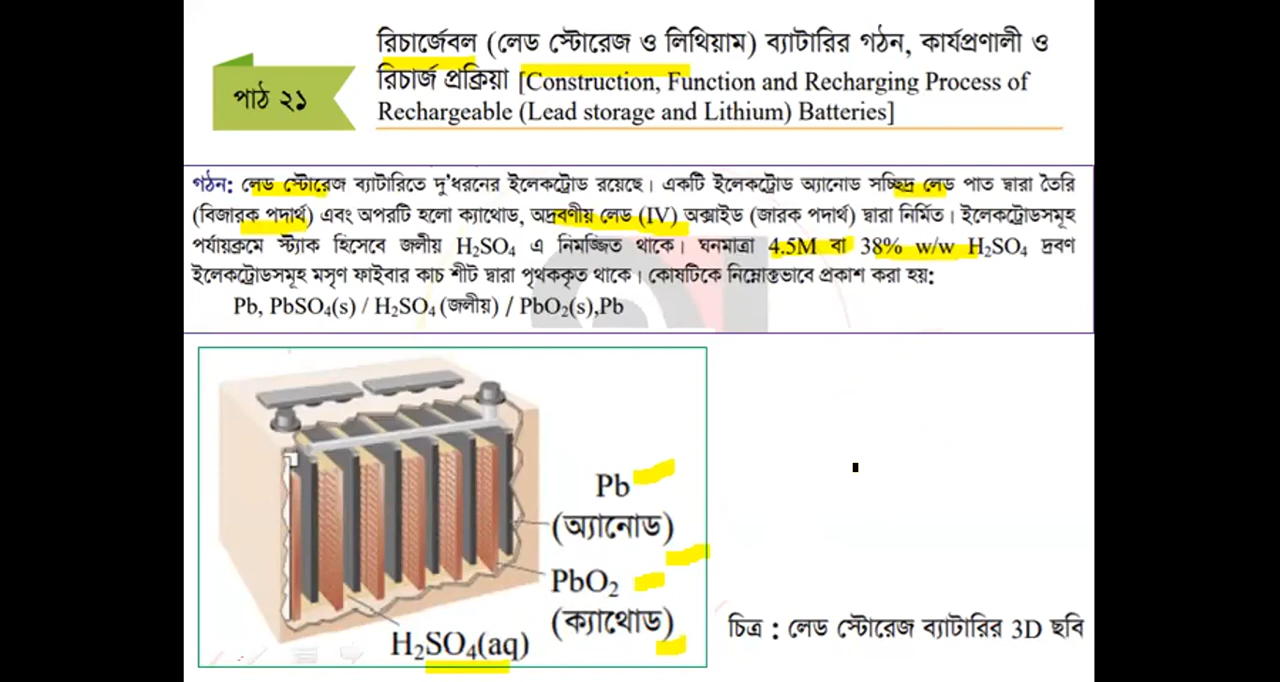 রিচার্জেবল (লেড স্টোরেজ ও লিথিয়াম) ব্যাটারির গঠন, কার্যপ্রণালী ও
রিচার্জ প্রক্রিয়া [Construction, Function and Recharging Process of
Rechargeable (Lead storage and Lithium) Batteries]
পাঠ ২১
গঠন: লেড স্টোরেজ ব্যাটারিতে দু'ধরনের ইলেকট্রোড রয়েছে। একটি ইলেকট্রোড অ্যানোড সচ্ছিদ্র লেড পাত দ্বারা তৈরি
(বিজারক পদার্থ) এবং অপরটি হলো ক্যাথোড, অদ্রবণীয় লেড (IV) অক্সাইড (জারক পদার্থ) দ্বারা নির্মিত। ইলেকট্রোডসমূহ
পর্যায়ক্রমে স্ট্যাক হিসেবে জলীয় H₂SO₄ এ নিমজ্জিত থাকে। ঘনমাত্রা 4.5M বা 38% w/w H₂SO₄ দ্রবণ
ইলেকট্রোডসমূহ মসৃণ ফাইবার কাচ শীট দ্বারা পৃথককৃত থাকে। কোষটিকে নিম্নোক্তভাবে প্রকাশ করা হয়:
Pb, PbSO₄(s) / H₂SO₄ (জলীয়) / PbO₂(s),Pb
Pb
(অ্যানোড)
PbO₂
(ক্যাথোড)
H₂SO₄(aq)
চিত্র : লেড স্টোরেজ ব্যাটারির 3D ছবি